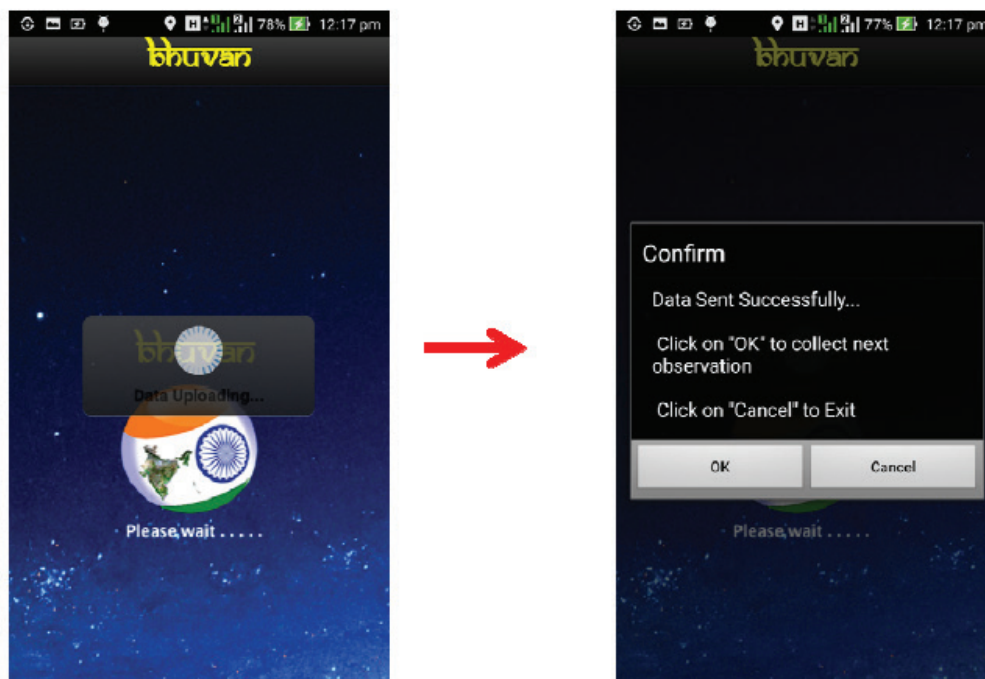 78% 12:17 pm
bhuvan
bhuvan
Data Uploading...
Please wait . . . . .
77% 12:17 pm
bhuvan
Confirm
Data Sent Successfully...
Click on "OK" to collect next
observation
Click on "Cancel" to Exit
OK Cancel
Please wait . . . . .